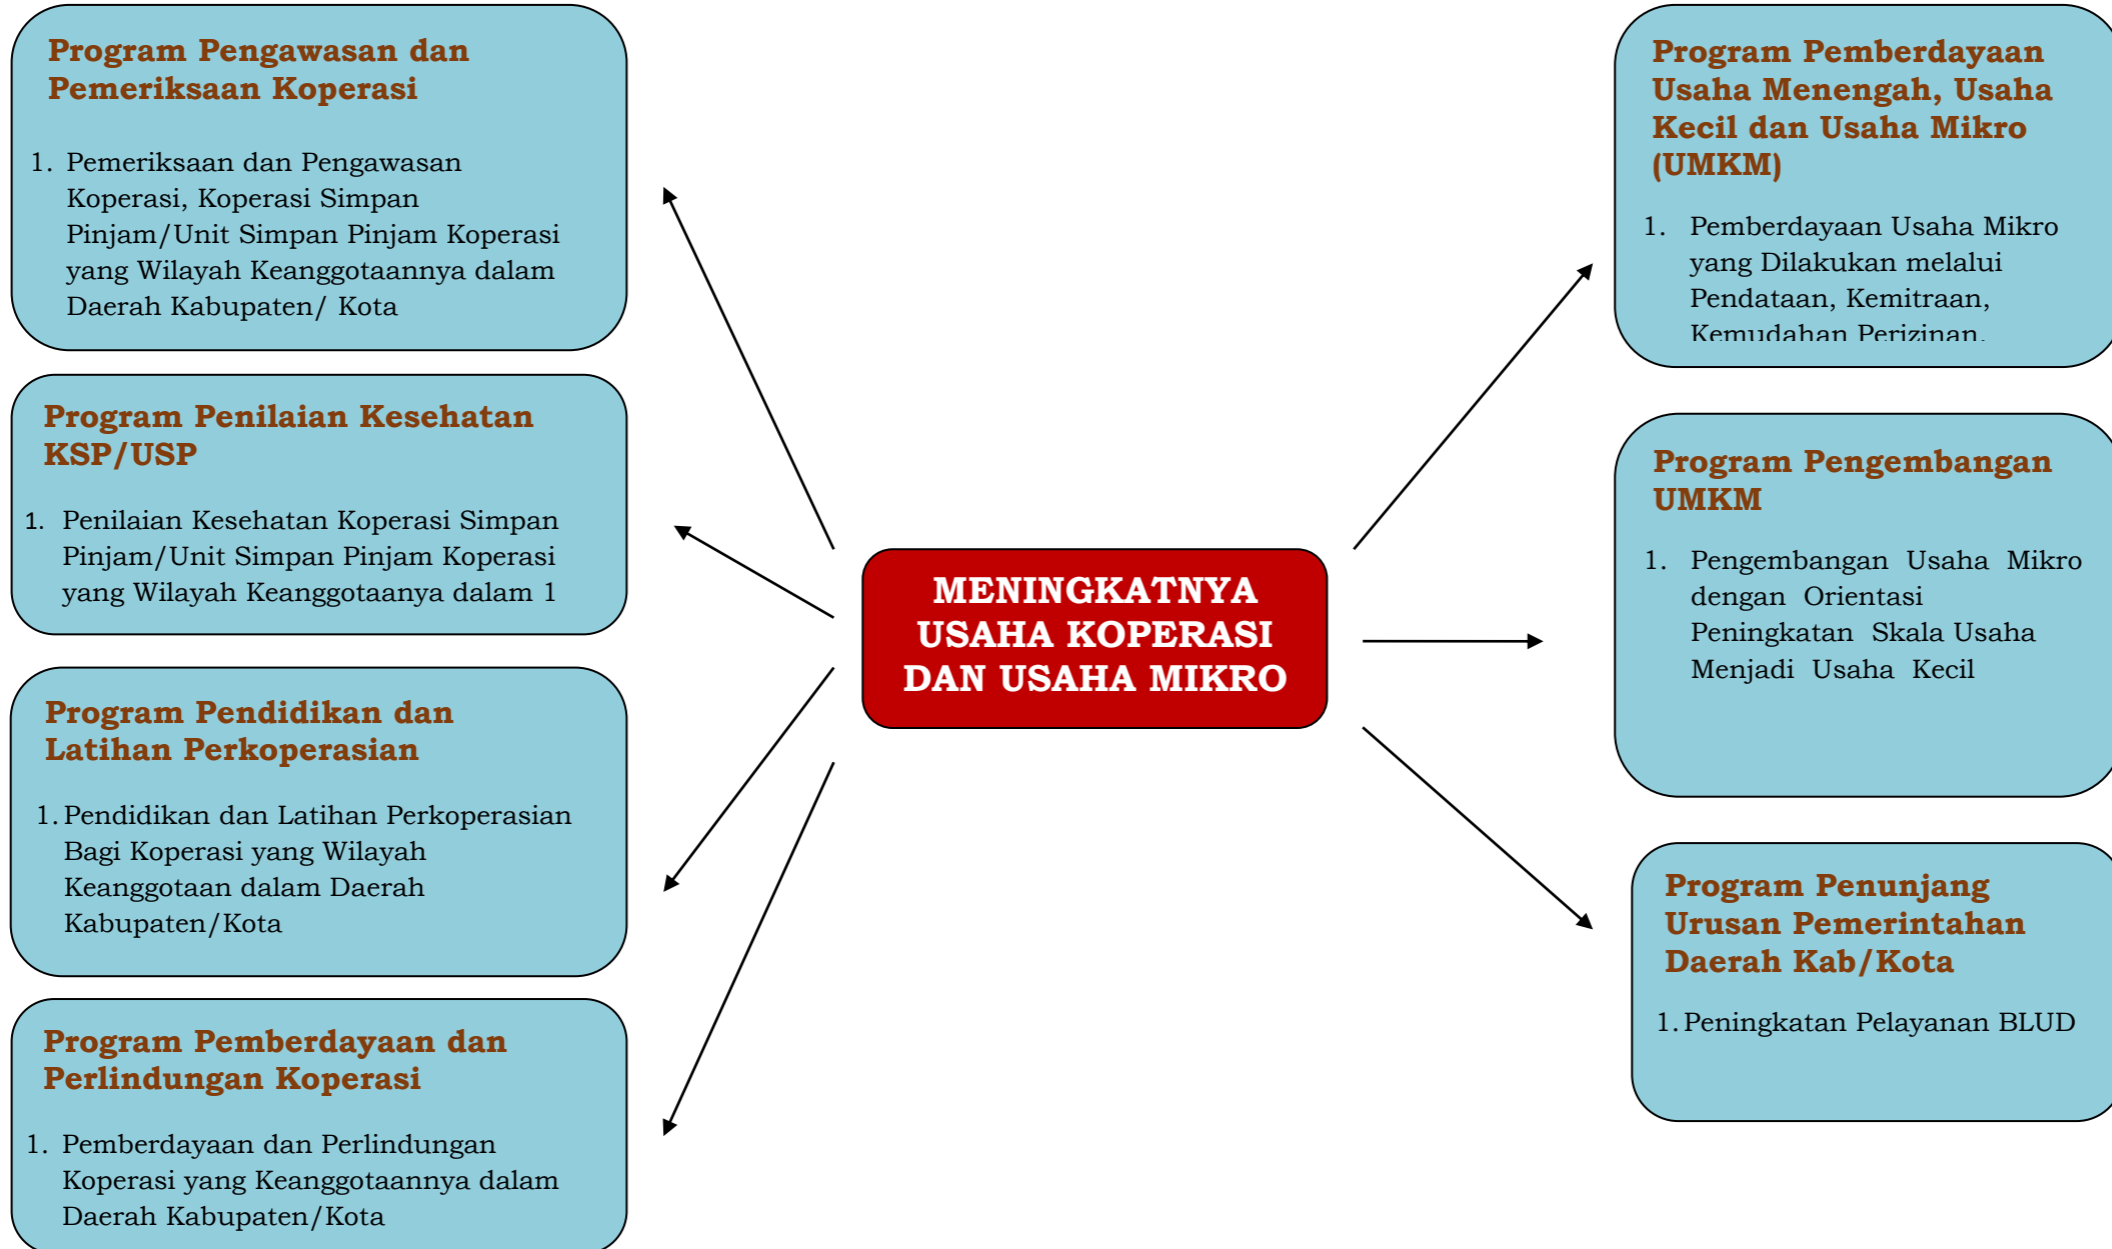 Program Pengawasan dan
Pemeriksaan Koperasi
1. Pemeriksaan dan Pengawasan
Koperasi, Koperasi Simpan
Pinjam/Unit Simpan Pinjam Koperasi
yang Wilayah Keanggotaannya dalam
Daerah Kabupaten/ Kota
Program Penilaian Kesehatan
KSP/USP
1. Penilaian Kesehatan Koperasi Simpan
Pinjam/Unit Simpan Pinjam Koperasi
yang Wilayah Keanggotaanya dalam 1
Program Pendidikan dan
Latihan Perkoperasian
1. Pendidikan dan Latihan Perkoperasian
Bagi Koperasi yang Wilayah
Keanggotaan dalam Daerah
Kabupaten/Kota
Program Pemberdayaan dan
Perlindungan Koperasi
1. Pemberdayaan dan Perlindungan
Koperasi yang Keanggotaannya dalam
Daerah Kabupaten/Kota
MENINGKATNYA
USAHA KOPERASI
DAN USAHA MIKRO
Program Pemberdayaan
Usaha Menengah, Usaha
Kecil dan Usaha Mikro
(UMKM)
1. Pemberdayaan Usaha Mikro
yang Dilakukan melalui
Pendataan, Kemitraan,
Kemudahan Perizinan,
Program Pengembangan
UMKM
1. Pengembangan Usaha Mikro
dengan Orientasi
Peningkatan Skala Usaha
Menjadi Usaha Kecil
Program Penunjang
Urusan Pemerintahan
Daerah Kab/Kota
1. Peningkatan Pelayanan BLUD